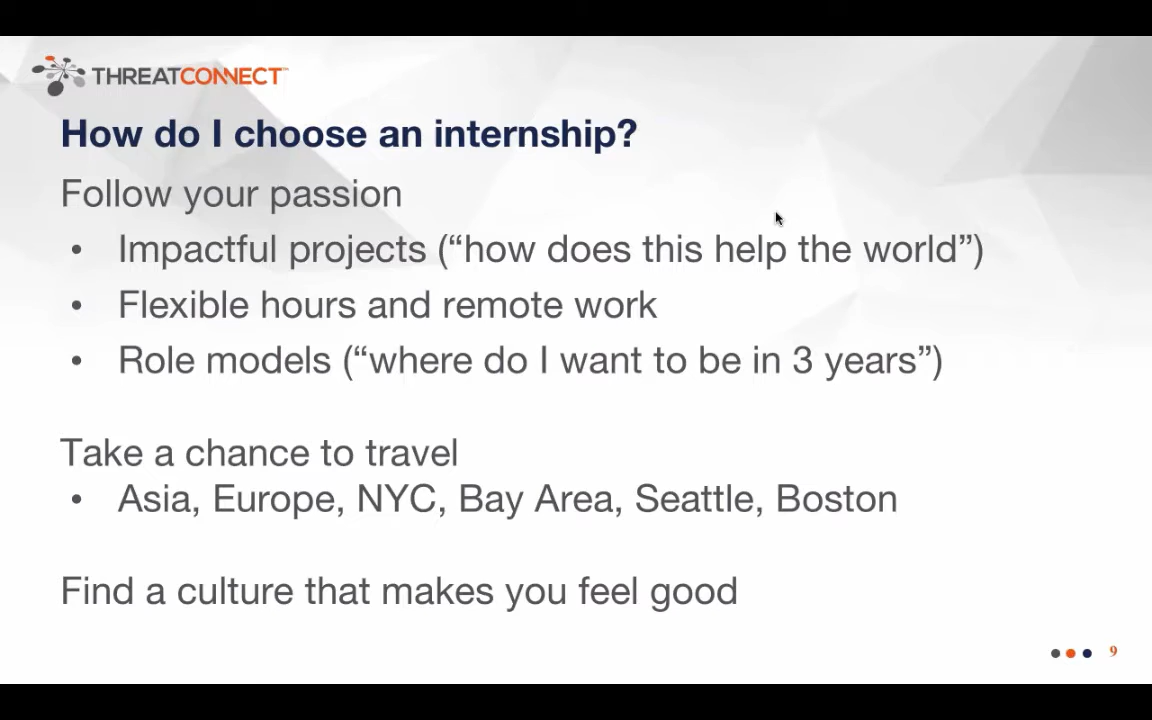 THREATCONNECT™
How do I choose an internship?
Follow your passion
• Impactful projects (“how does this help the world”)
• Flexible hours and remote work
• Role models (“where do I want to be in 3 years”)
Take a chance to travel
• Asia, Europe, NYC, Bay Area, Seattle, Boston
Find a culture that makes you feel good
9